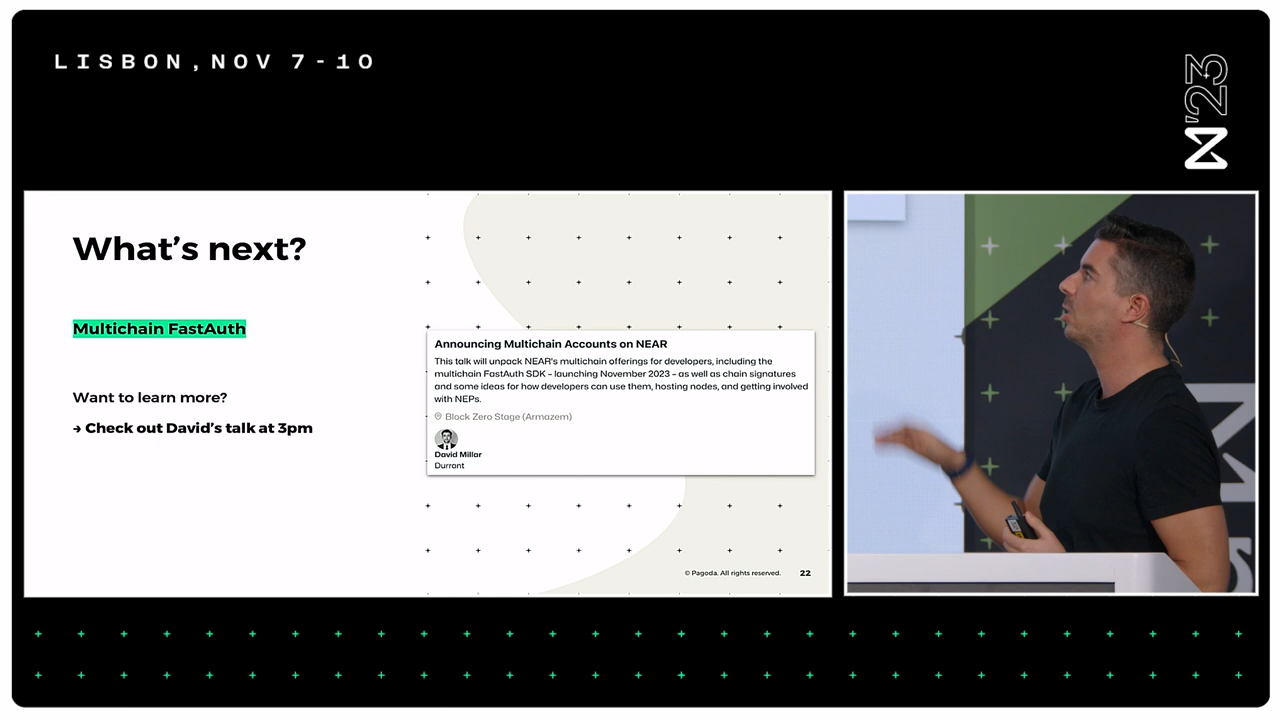 LISBON, NOV 7-10
'23
What's next?
Multichain FastAuth
Want to learn more?
→ Check out David's talk at 3pm
Announcing Multichain Accounts on NEAR
This talk will unpack NEAR's multichain offerings for developers, including the
multichain FastAuth SDK – launching November 2023 – as well as chain signatures
and some ideas for how developers can use them, hosting nodes, and getting involved
with NEPs.
Block Zero Stage (Armazem)
David Millar
Durrant
© Pagoda. All rights reserved.
22